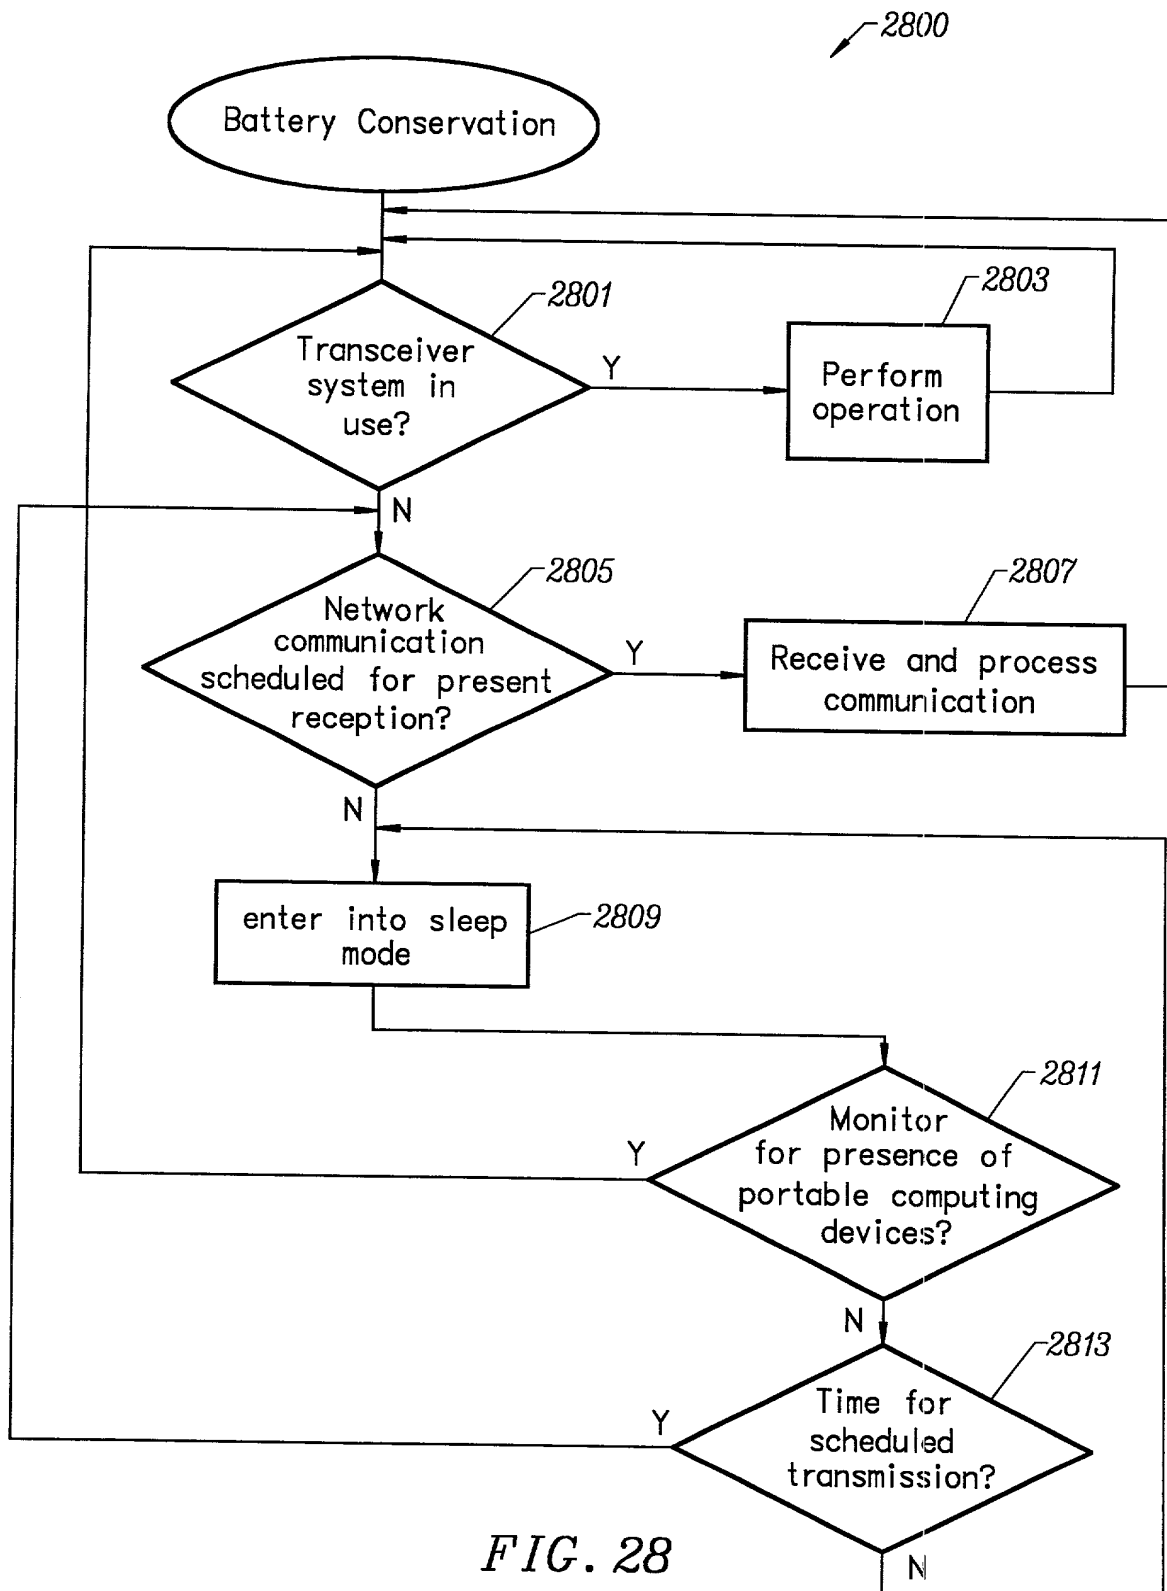 2800
Battery Conservation
2801
Transceiver
system in
use?
Y
2803
Perform
operation
N
2805
Network
communication
scheduled for present
reception?
Y
2807
Receive and process
communication
N
enter into sleep
mode
2809
2811
Monitor
for presence of
portable computing
devices?
Y
N
2813
Time for
scheduled
transmission?
Y
N
FIG. 28